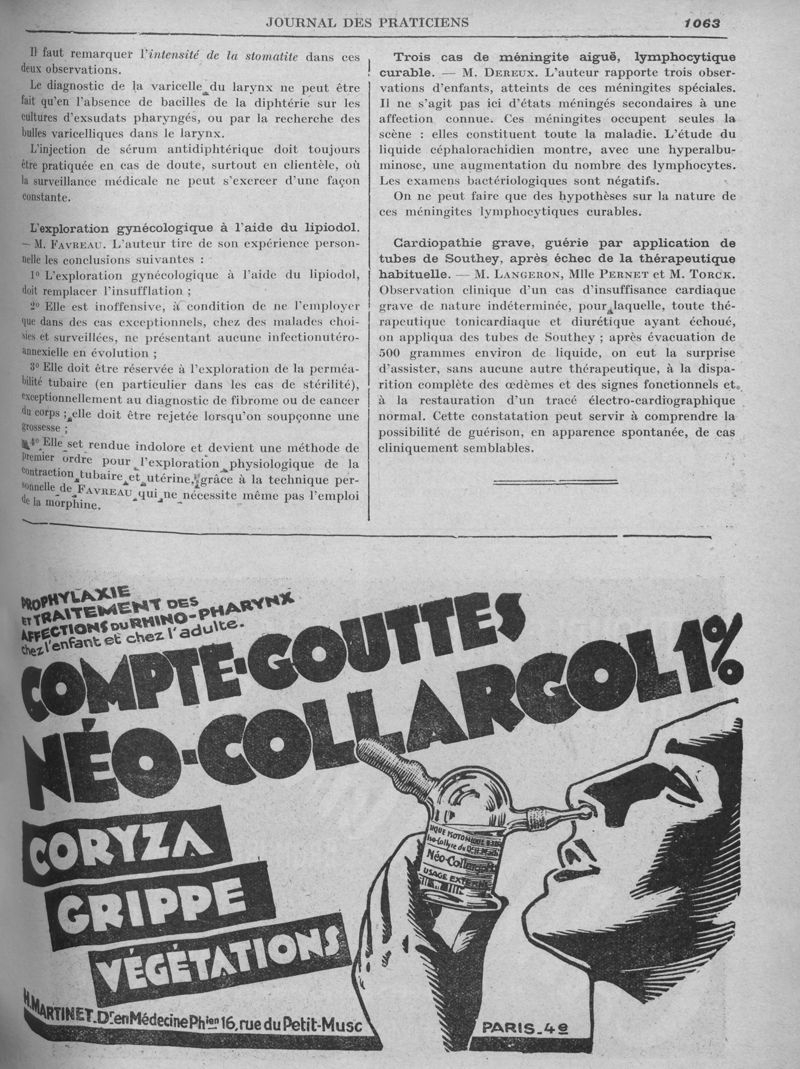 JOURNAL DES PRATICIENS
1063
Il faut remarquer l'intensité de la stomatite dans ces
deux observations.
Le diagnostic de la varicelle du larynx ne peut être
fait qu'en l'absence de bacilles de la diphtérie sur les
cultures d'exsudats pharyngés, ou par la recherche des
bulles varicelliques dans le larynx.
L'injection de sérum antidiphtérique doit toujours
être pratiquée en cas de doute, surtout en clientèle, où
la surveillance médicale ne peut s'exercer d'une façon
constante.
L'exploration gynécologique à l'aide du lipiodol.
— M. FAVREAU. L'auteur tire de son expérience person-
nelle les conclusions suivantes :
1º L'exploration gynécologique à l'aide du lipiodol,
doit remplacer l'insufflation ;
2º Elle est inoffensive, à condition de ne l'employer
que dans des cas exceptionnels, chez des malades choi-
sies et surveillées, ne présentant aucune infectionutéro-
annexielle en évolution ;
3º Elle doit être réservée à l'exploration de la perméa-
bilité tubaire (en particulier dans les cas de stérilité),
exceptionnellement au diagnostic de fibrome ou de cancer
du corps ; elle doit être rejetée lorsqu'on soupçonne une
grossesse ;
4º Elle set rendue indolore et devient une méthode de
premier ordre pour l'exploration physiologique de la
contraction tubaire et utérine, grâce à la technique per-
sonnelle de FAVREAU qui ne nécessite même pas l'emploi
de la morphine.
Trois cas de méningite aiguë, lymphocytique
curable. — M. DEREUX. L'auteur rapporte trois obser-
vations d'enfants, atteints de ces méningites spéciales.
Il ne s'agit pas ici d'états méningés secondaires à une
affection connue. Ces méningites occupent seules la
scène : elles constituent toute la maladie. L'étude du
liquide céphalorachidien montre, avec une hyperalbu-
minose, une augmentation du nombre des lymphocytes.
Les examens bactériologiques sont négatifs.
On ne peut faire que des hypothèses sur la nature de
ces méningites lymphocytiques curables.
Cardiopathie grave, guérie par application de
tubes de Southey, après échec de la thérapeutique
habituelle. — M. LANGERON, Mlle PERNET et M. TORCK.
Observation clinique d'un cas d'insuffisance cardiaque
grave de nature indéterminée, pour laquelle, toute thé-
rapeutique tonicardiaque et diurétique ayant échoué,
on appliqua des tubes de Southey ; après évacuation de
500 grammes environ de liquide, on eut la surprise
d'assister, sans aucune autre thérapeutique, à la dispa-
rition complète des œdèmes et des signes fonctionnels et
à la restauration d'un tracé électro-cardiographique
normal. Cette constatation peut servir à comprendre la
possibilité de guérison, en apparence spontanée, de cas
cliniquement semblables.
PROPHYLAXIE
ET TRAITEMENT DES
AFFECTIONS DU RHINO-PHARYNX
chez l'enfant et chez l'adulte.
COMPTE-GOUTTES
NÉO-COLLARGOL 1%
Néo-Collargol
USAGE EXTERNE
CORYZA
GRIPPE
VÉGÉTATIONS
H. MARTINET. Dr en Médecine Phien 16, rue du Petit-Musc
PARIS_4e